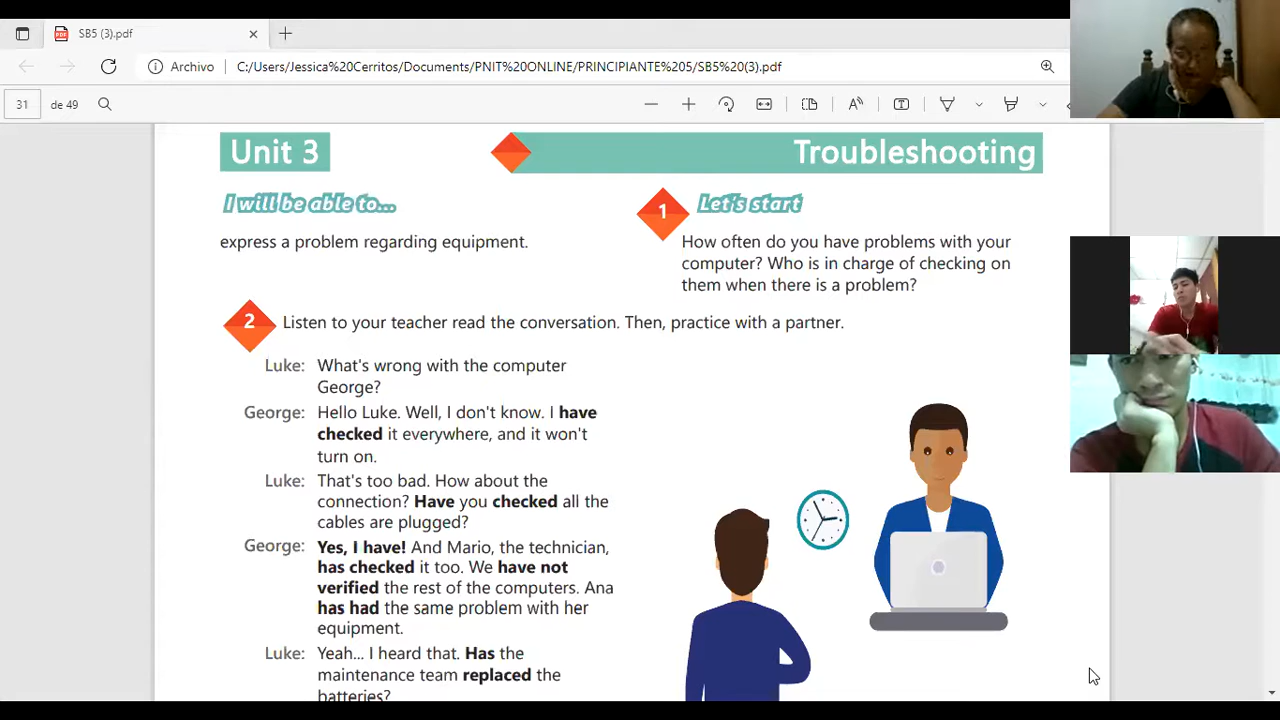 SB5 (3).pdf
Archivo
C:/Users/Jessica%20Cerritos/Documents/PNIT%20ONLINE/PRINCIPIANTE%205/SB5%20(3).pdf
31
de 49
Unit 3
Troubleshooting
I will be able to...
express a problem regarding equipment.
1
Let's start
How often do you have problems with your
computer? Who is in charge of checking on
them when there is a problem?
2
Listen to your teacher read the conversation. Then, practice with a partner.
Luke: What's wrong with the computer
George?
George: Hello Luke. Well, I don't know. I have
checked it everywhere, and it won't
turn on.
Luke: That's too bad. How about the
connection? Have you checked all the
cables are plugged?
George: Yes, I have! And Mario, the technician,
has checked it too. We have not
verified the rest of the computers. Ana
has had the same problem with her
equipment.
Luke: Yeah... I heard that. Has the
maintenance team replaced the
batteries?